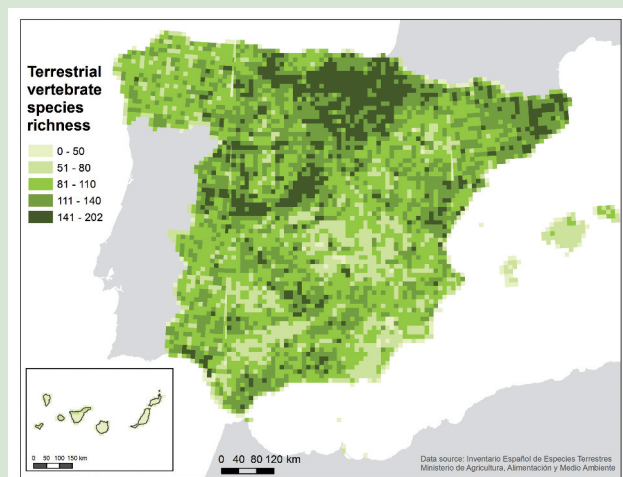 Terrestrial
vertebrate
species
richness
0 - 50
51 - 80
81 - 110
111 - 140
141 - 202
0 50 100 150 km
0 40 80 120 km
Data source: Inventario Español de Especies Terrestres
Ministerio de Agricultura, Alimentación y Medio Ambiente